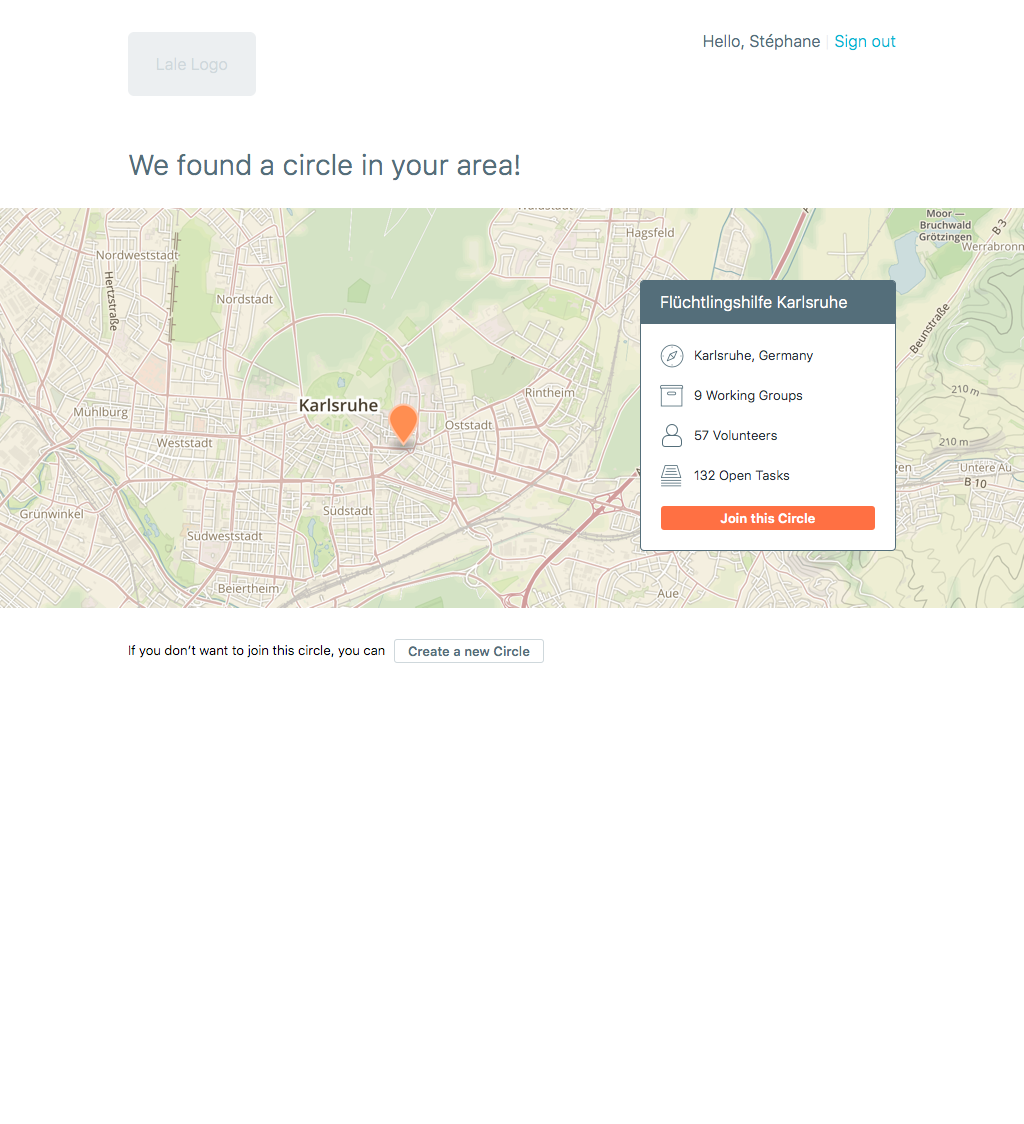 Lale Logo
Hello, Stéphane
Sign out
We found a circle in your area!
Moor —
Bruchwald
Grötzingen
B 3
Hagsfeld
Werrabronn
Nordweststadt
Hertzstraße
Nordstadt
Flüchtlingshilfe Karlsruhe
Beunstraße
Karlsruhe, Germany
210 m
Rintheim
9 Working Groups
Karlsruhe
Mühlburg
Oststadt
Weststadt
57 Volunteers
210 m
Untere Au
132 Open Tasks
B 10
Grünwinkel
Südstadt
Join this Circle
Südweststadt
Beiertheim
Aue
If you don’t want to join this circle, you can
Create a new Circle